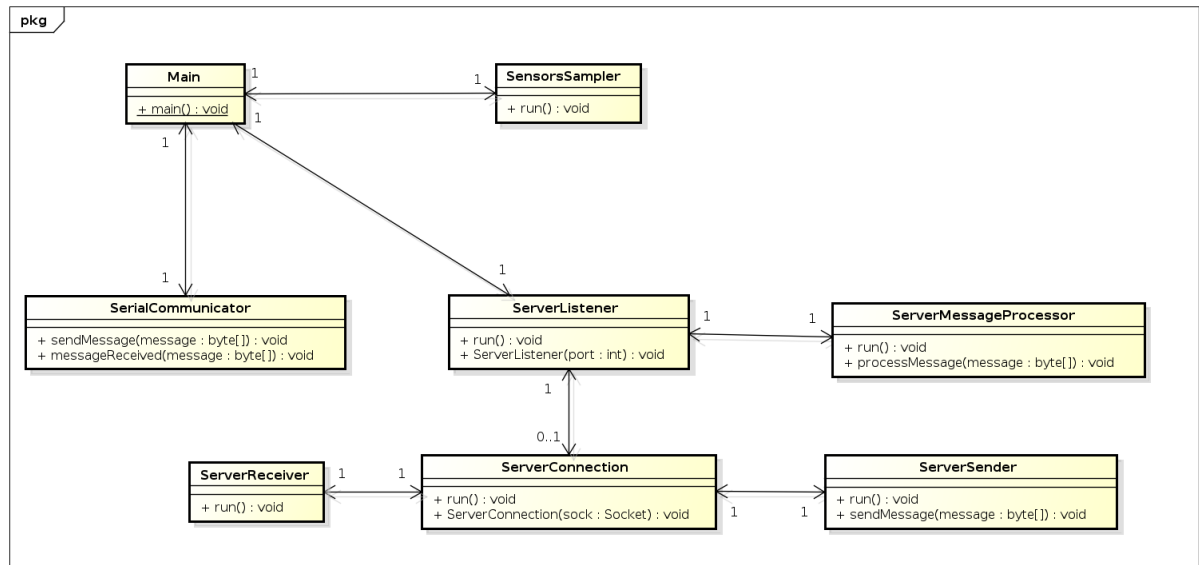 pkg
Main
+ main() : void
1
1
SensorsSampler
+ run() : void
1
1
1
SerialCommunicator
+ sendMessage(message : byte[]) : void
+ messageReceived(message : byte[]) : void
1
ServerListener
+ run() : void
+ ServerListener(port : int) : void
1
1
ServerMessageProcessor
+ run() : void
+ processMessage(message : byte[]) : void
1
0..1
ServerReceiver
+ run() : void
1
1
ServerConnection
+ run() : void
+ ServerConnection(sock : Socket) : void
1
1
ServerSender
+ run() : void
+ sendMessage(message : byte[]) : void